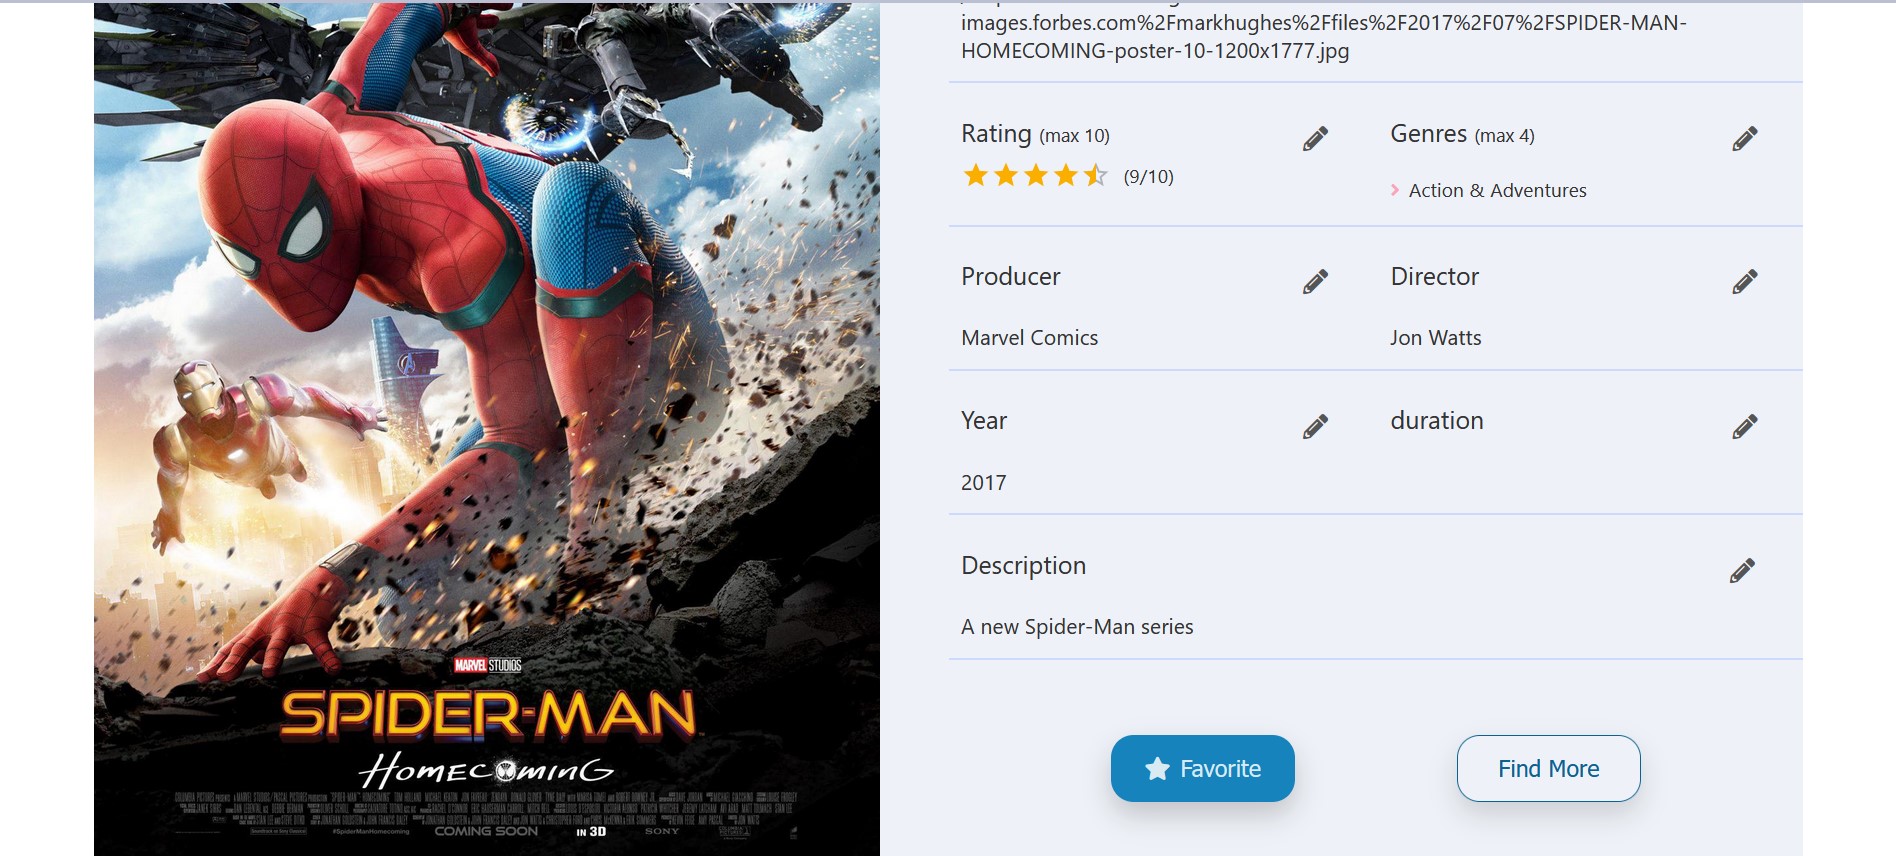 images.forbes.com%2Fmarkhughes%2Ffiles%2F2017%2F07%2FSPIDER-MAN-
HOMECOMING-poster-10-1200x1777.jpg
Rating (max 10)
(9/10)
Genres (max 4)
Action & Adventures
Producer
Marvel Comics
Director
Jon Watts
Year
2017
duration
Description
A new Spider-Man series
Favorite
Find More
MARVEL STUDIOS
SPIDER-MAN
HOMECOMING
#SpiderManHomecoming
COMING SOON
IN 3D
SONY